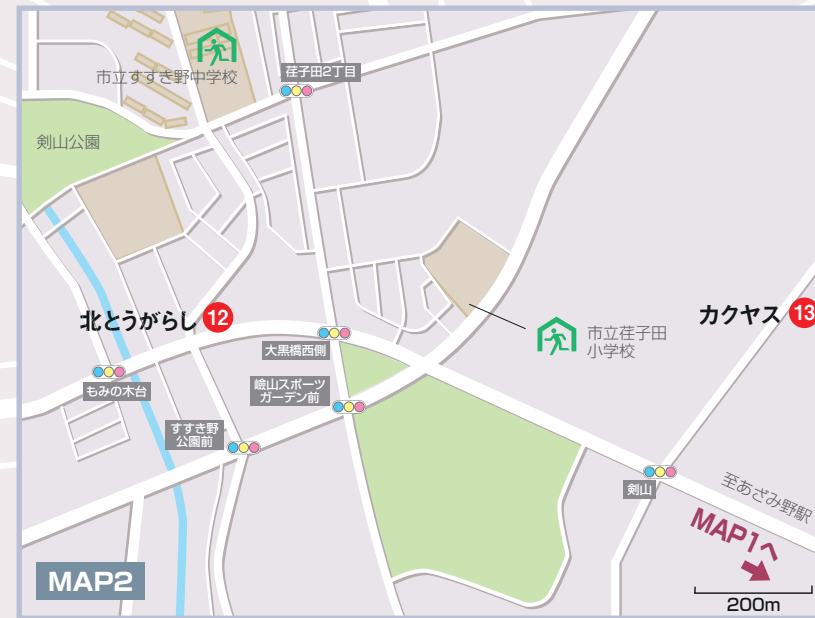 市立すすき野中学校
荏子田2丁目
剣山公園
北とうがらし 12
カクヤス 13
大黒橋西側
市立荏子田
小学校
もみの木台
嶮山スポーツ
ガーデン前
すすき野
公園前
剣山
至あざみ野駅
MAP1へ
MAP2
200m